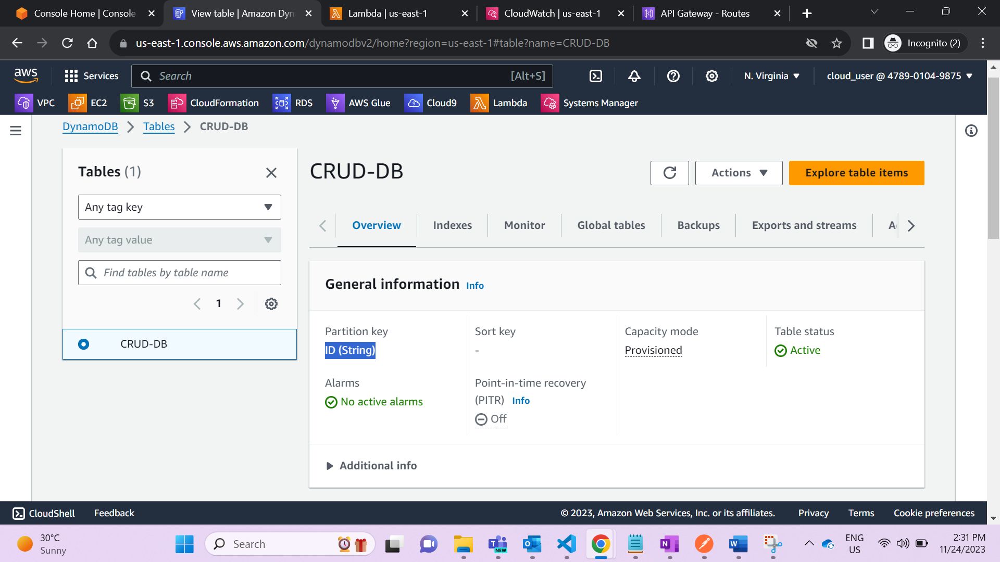 Console Home | Console
View table | Amazon Dyn
Lambda | us-east-1
CloudWatch | us-east-1
API Gateway - Routes
us-east-1.console.aws.amazon.com/dynamodbv2/home?region=us-east-1#table?name=CRUD-DB
Incognito (2)
aws
Services
Search
[Alt+S]
N. Virginia
cloud_user @ 4789-0104-9875
VPC
EC2
S3
CloudFormation
RDS
AWS Glue
Cloud9
Lambda
Systems Manager
DynamoDB
Tables
CRUD-DB
Tables (1)
Any tag key
Any tag value
Find tables by table name
1
CRUD-DB
CRUD-DB
Actions
Explore table items
Overview
Indexes
Monitor
Global tables
Backups
Exports and streams
General information Info
Partition key
ID (String)
Sort key
-
Capacity mode
Provisioned
Table status
Active
Alarms
No active alarms
Point-in-time recovery
(PITR) Info
Off
Additional info
CloudShell
Feedback
© 2023, Amazon Web Services, Inc. or its affiliates.
Privacy
Terms
Cookie preferences
30°C
Sunny
Search
NEW
ENG
US
2:31 PM
11/24/2023